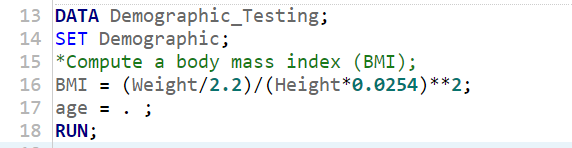 13 DATA Demographic_Testing;
14 SET Demographic;
15 *Compute a body mass index (BMI);
16 BMI = (Weight/2.2)/(Height*0.0254)**2;
17 age = . ;
18 RUN;